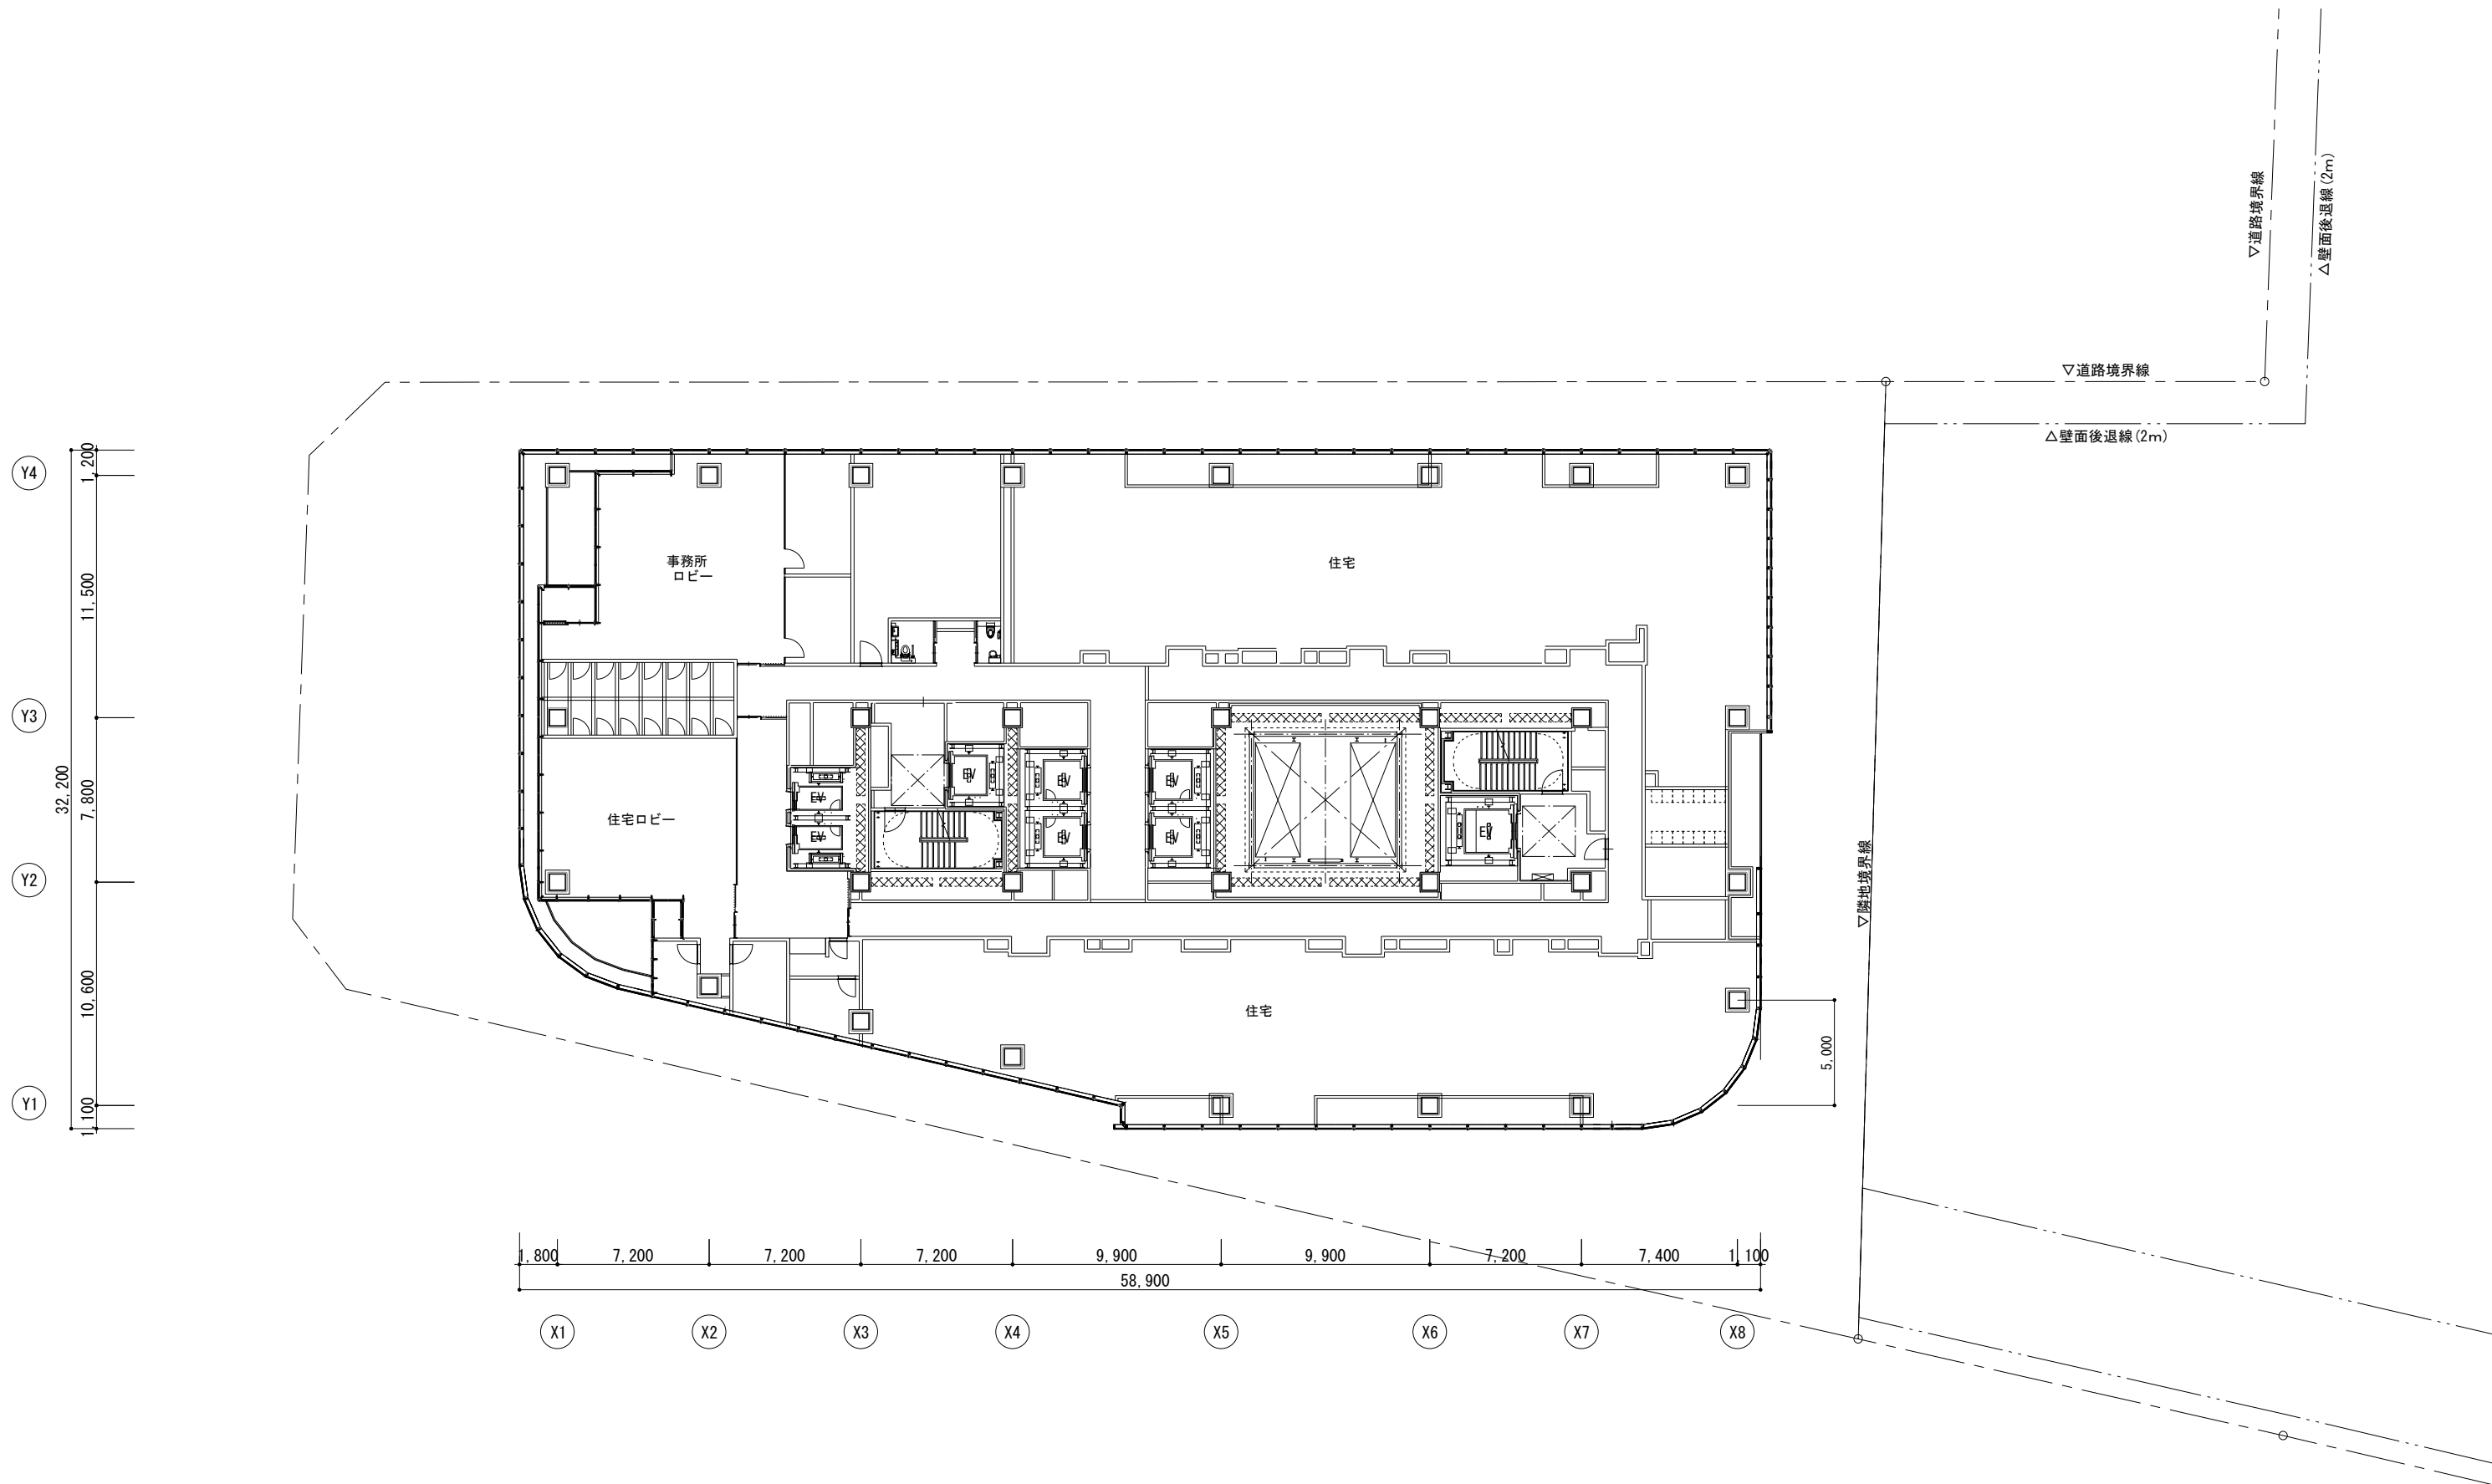 ▽道路境界線
△壁面後退線(2m)
▽道路境界線
△壁面後退線(2m)
▽隣地境界線
Y4
Y3
Y2
Y1
1,200
11,500
7,800
10,600
1,100
32,200
事務所
ロビー
住宅
住宅ロビー
EV
EV
EV
EV
EV
EV
EV
EV
住宅
5,000
1,800
7,200
7,200
7,200
9,900
9,900
7,200
7,400
1,100
58,900
X1
X2
X3
X4
X5
X6
X7
X8